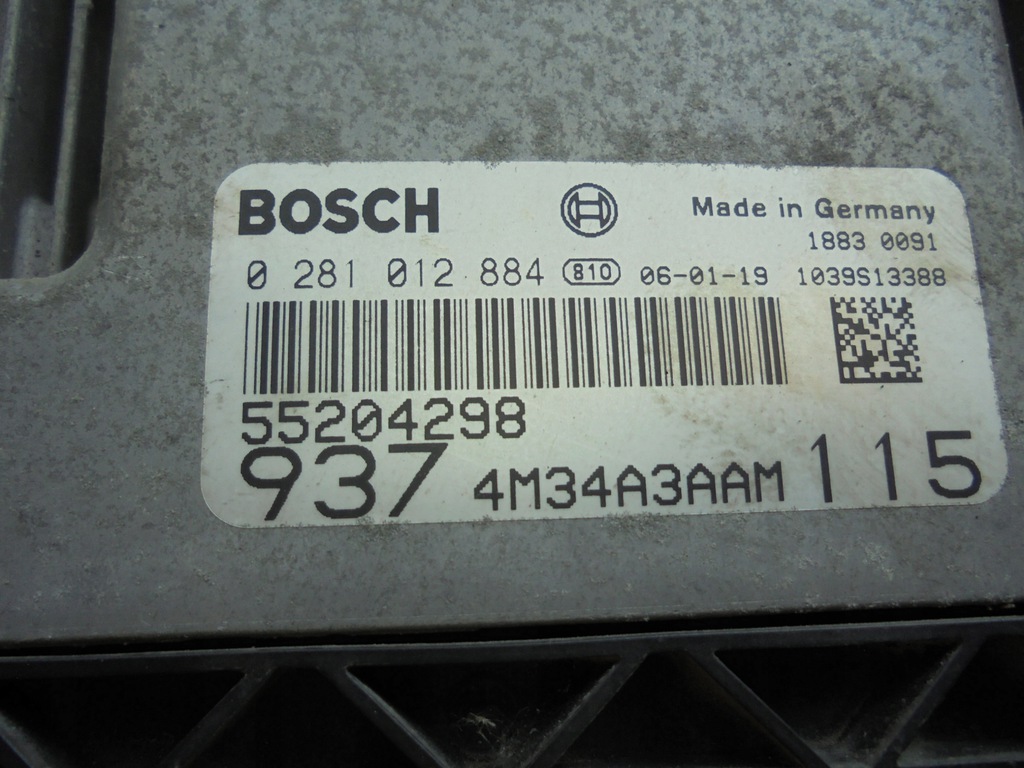 BOSCH Made in Germany
1883 0091
0 281 012 884 810 06-01-19 1039S13388
55204298
937 4M34A3AAM 115